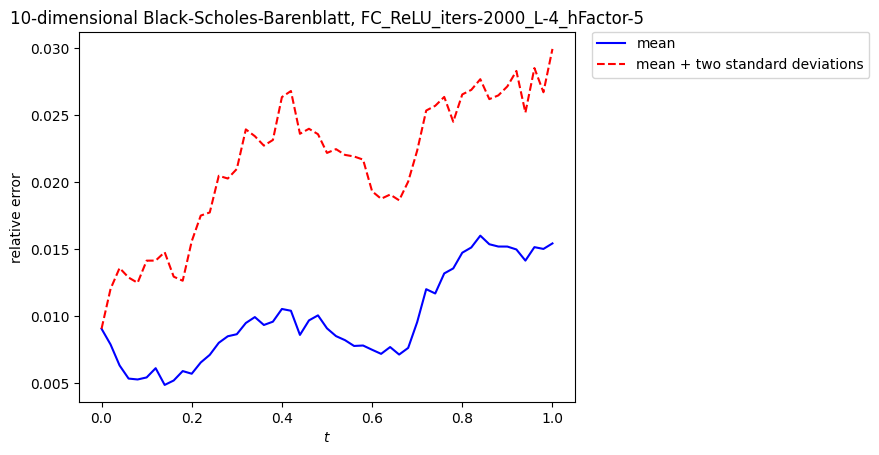 10-dimensional Black-Scholes-Barenblatt, FC_ReLU_iters-2000_L-4_hFactor-5
mean
mean + two standard deviations
relative error
0.030
0.025
0.020
0.015
0.010
0.005
0.0 0.2 0.4 0.6 0.8 1.0
t